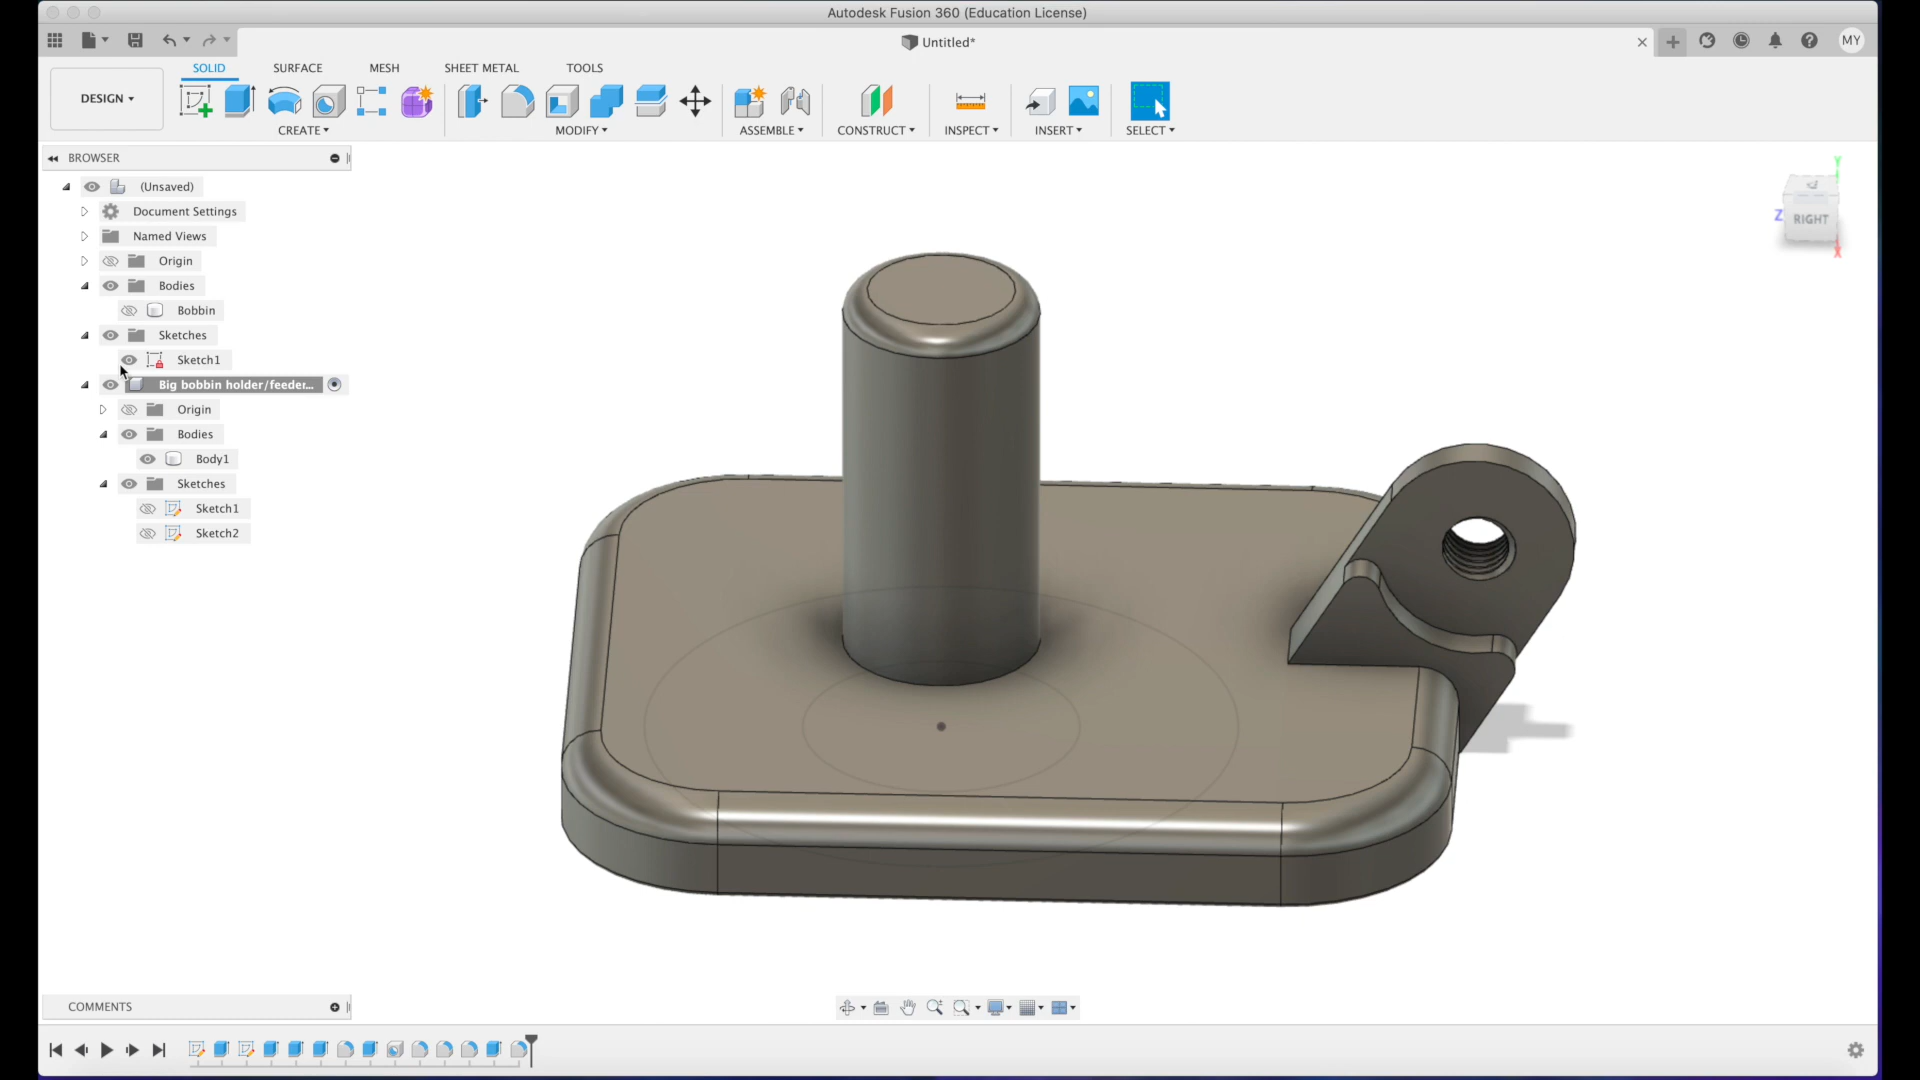 Autodesk Fusion 360 (Education License)
Untitled*
MY
SOLID
SURFACE
MESH
SHEET METAL
TOOLS
DESIGN
CREATE
MODIFY
ASSEMBLE
CONSTRUCT
INSPECT
INSERT
SELECT
BROWSER
(Unsaved)
Document Settings
Named Views
Origin
Bodies
Bobbin
Sketches
Sketch1
Big bobbin holder/feeder...
Origin
Bodies
Body1
Sketches
Sketch1
Sketch2
Y
Z
RIGHT
X
COMMENTS